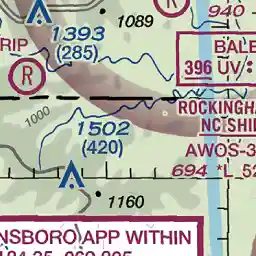 1089
940
1393
(285)
TRIP
R
R
BALE
396 UV/
1000
ROCKINGHA
NC SHI
1502
(420)
AWOS-3
694 *L 52
1160
NSBORO APP WITHIN